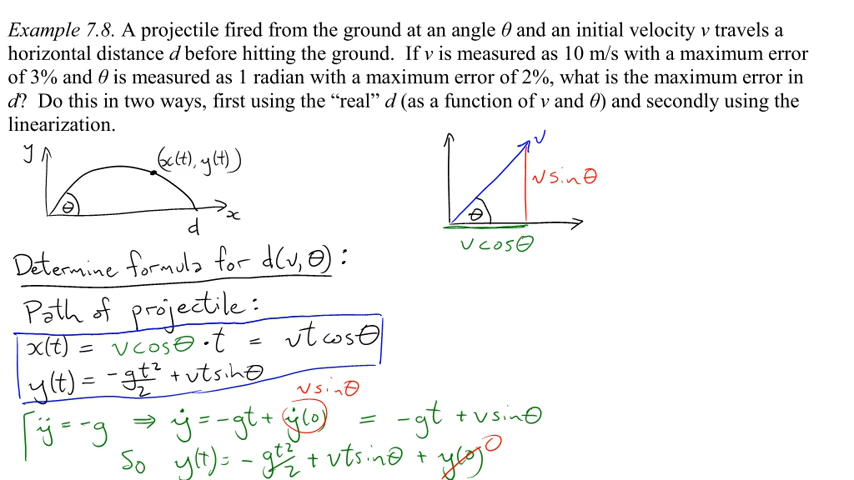 Example 7.8. A projectile fired from the ground at an angle θ and an initial velocity v travels a
horizontal distance d before hitting the ground.  If v is measured as 10 m/s with a maximum error
of 3% and θ is measured as 1 radian with a maximum error of 2%, what is the maximum error in
d?  Do this in two ways, first using the “real” d (as a function of v and θ) and secondly using the
linearization.
y
(x(t), y(t))
θ
x
d
v
v sinθ
θ
v cosθ
Determine formula for d(v, θ):
Path of projectile:
x(t) = v cosθ · t = vt cosθ
y(t) = -gt²/2 + vt sinθ
v sinθ
ÿ = -g ⇒ ẏ = -gt + ẏ(0) = -gt + v sinθ
So y(t) = -gt²/2 + vt sinθ + y(0) 0